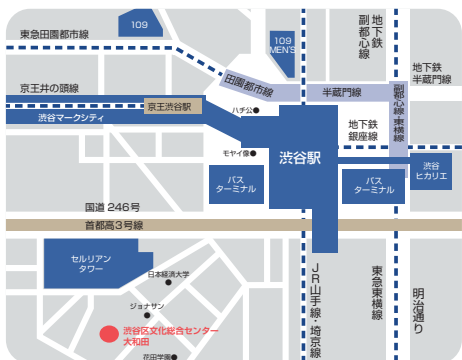 109
東急田園都市線
109
MEN'S
地下鉄
副都心線
地下鉄
半蔵門線
京王井の頭線
田園都市線
半蔵門線
京王渋谷駅
ハチ公
副都心線・東横線
渋谷マークシティ
地下鉄
銀座線
モヤイ像
渋谷駅
渋谷
ヒカリエ
バス
ターミナル
バス
ターミナル
国道246号
首都高3号線
セルリアン
タワー
日本経済大学
JR山手線・埼京線
東急東横線
明治通り
ジョナサン
渋谷区文化総合センター
大和田
花田学園